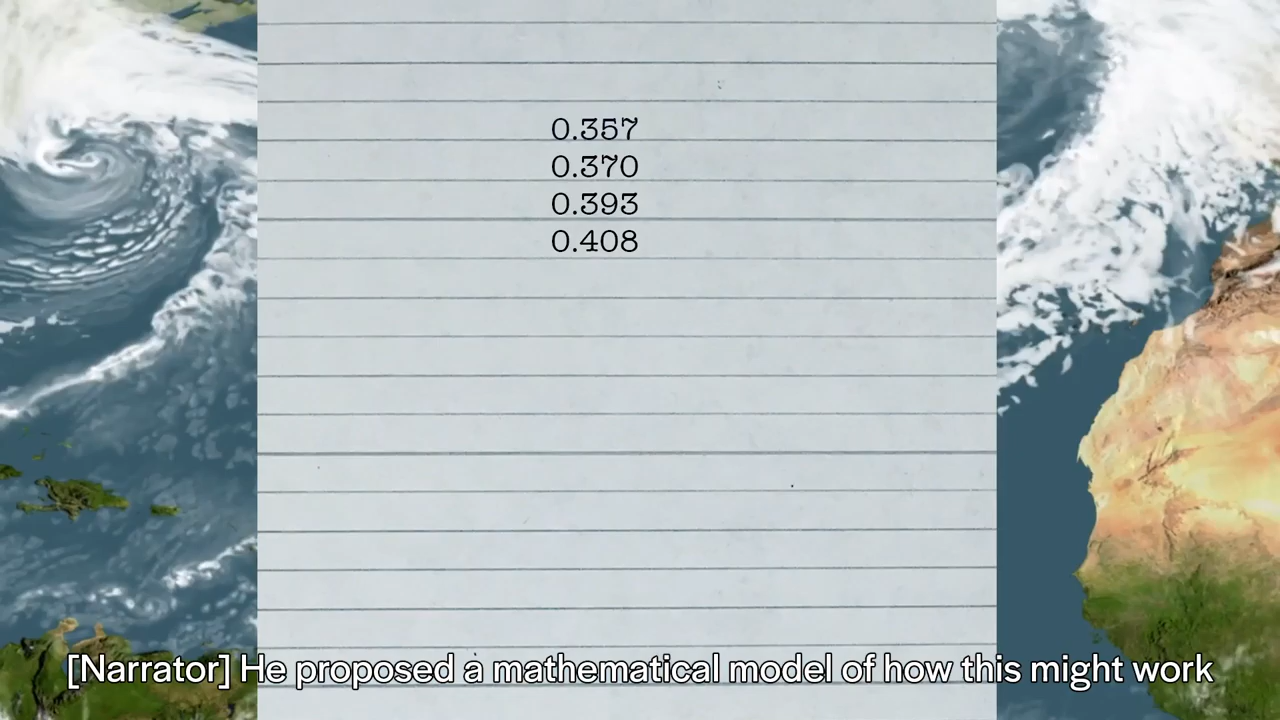 0.357
0.370
0.393
0.408
[Narrator] He proposed a mathematical model of how this might work